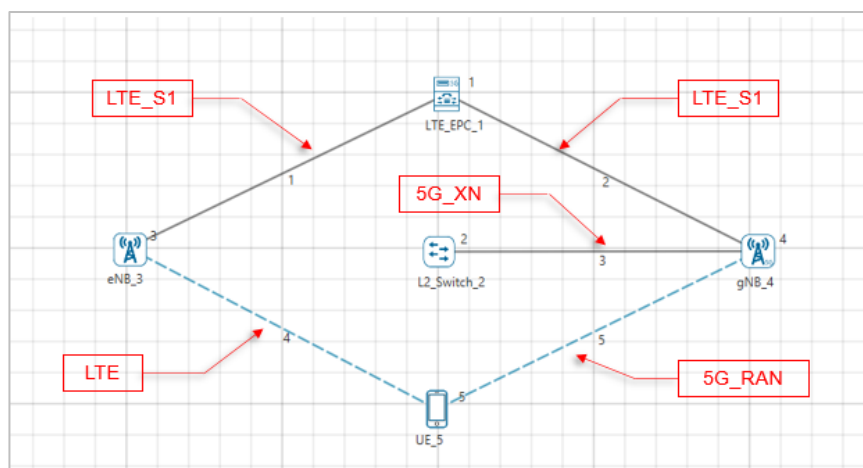 1
LTE_S1
LTE_S1
LTE_EPC_1
1
2
5G_XN
3
2
4
eNB_3
L2_Switch_2
3
gNB_4
4
5
LTE
5G_RAN
5
UE_5